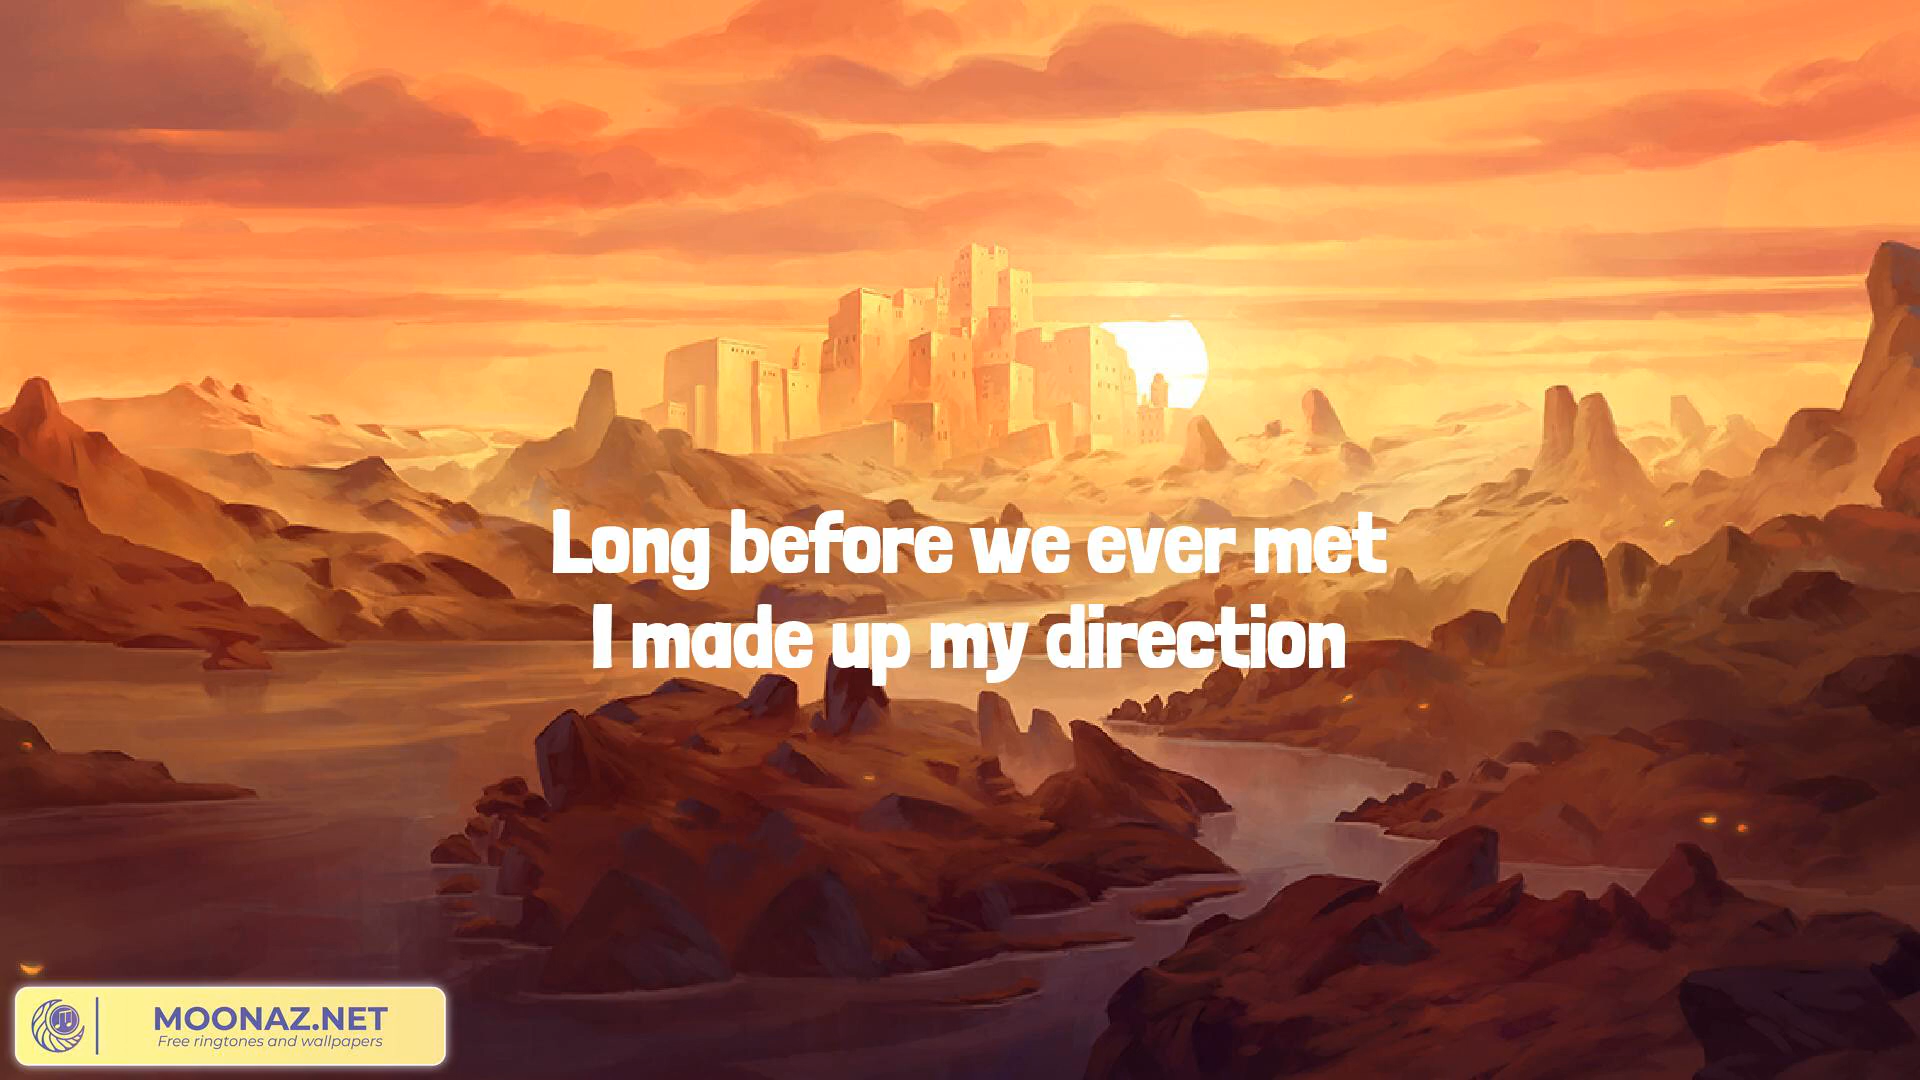 Long before we ever met
I made up my direction
MOONAZ.NET
Free ringtones and wallpapers